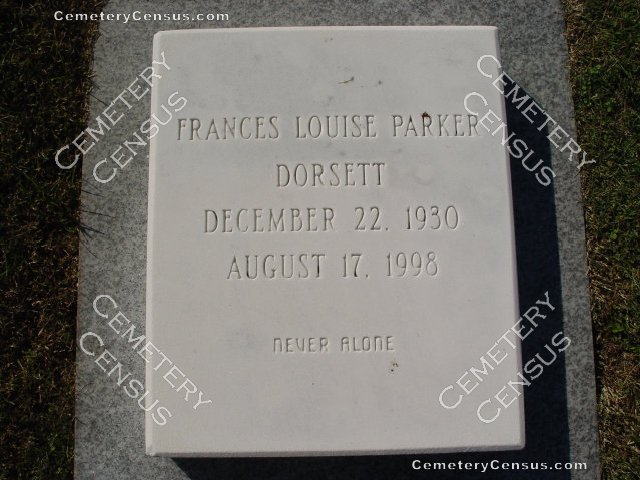 CemeteryCensus.com
CEMETERY CENSUS
CEMETERY CENSUS
FRANCES LOUISE PARKER
DORSETT
DECEMBER 22, 1930
AUGUST 17, 1998
NEVER ALONE
CEMETERY CENSUS
CEMETERY CENSUS
CemeteryCensus.com